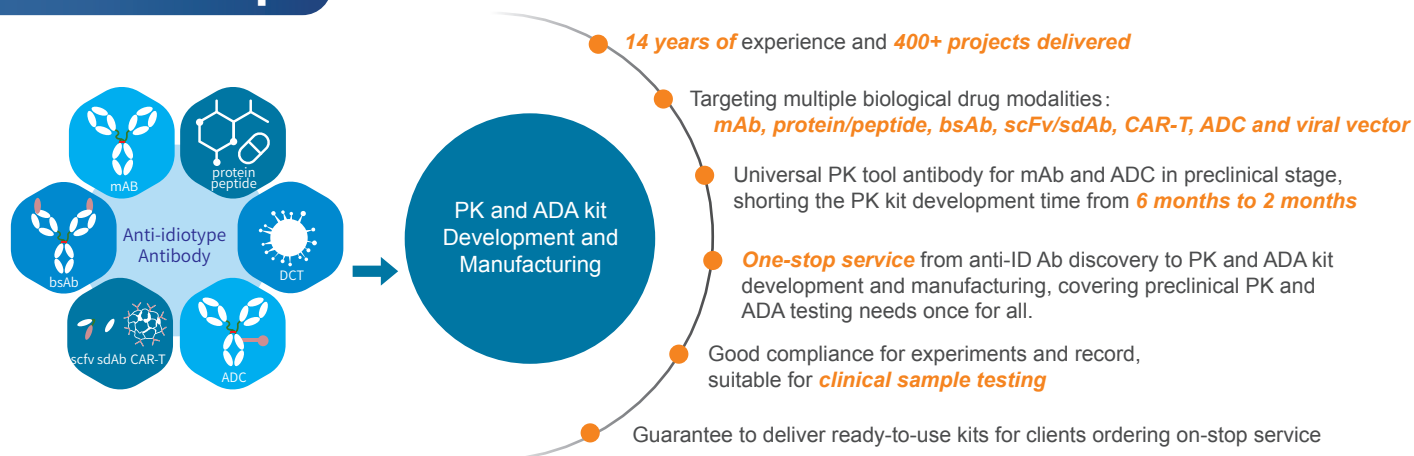 mAB
protein
peptide
bsAb
Anti-idiotype
Antibody
DCT
scfv sdAb CAR-T
ADC
PK and ADA kit
Development and
Manufacturing
14 years of experience and 400+ projects delivered
Targeting multiple biological drug modalities:
mAb, protein/peptide, bsAb, scFv/sdAb, CAR-T, ADC and viral vector
Universal PK tool antibody for mAb and ADC in preclinical stage,
shorting the PK kit development time from 6 months to 2 months
One-stop service from anti-ID Ab discovery to PK and ADA kit
development and manufacturing, covering preclinical PK and
ADA testing needs once for all.
Good compliance for experiments and record,
suitable for clinical sample testing
Guarantee to deliver ready-to-use kits for clients ordering on-stop service